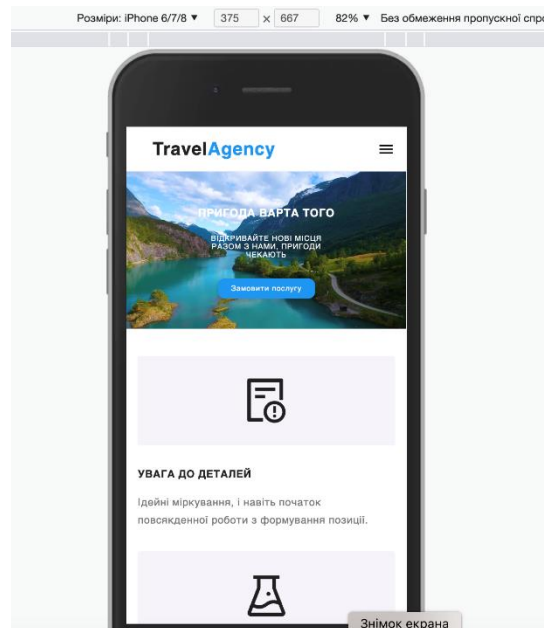 Розміри: iPhone 6/7/8 ▼ 375 × 667 82% ▼ Без обмеження пропускної
TravelAgency
ПРИГОДА ВАРТА ТОГО
ВІДКРИВАЙТЕ НОВІ МІСЦЯ
РАЗОМ З НАМИ, ПРИГОДИ
ЧЕКАЮТЬ
Замовити послугу
УВАГА ДО ДЕТАЛЕЙ
Ідейні міркування, і навіть початок
повсякденної роботи з формування позиції.
Знімок екрана